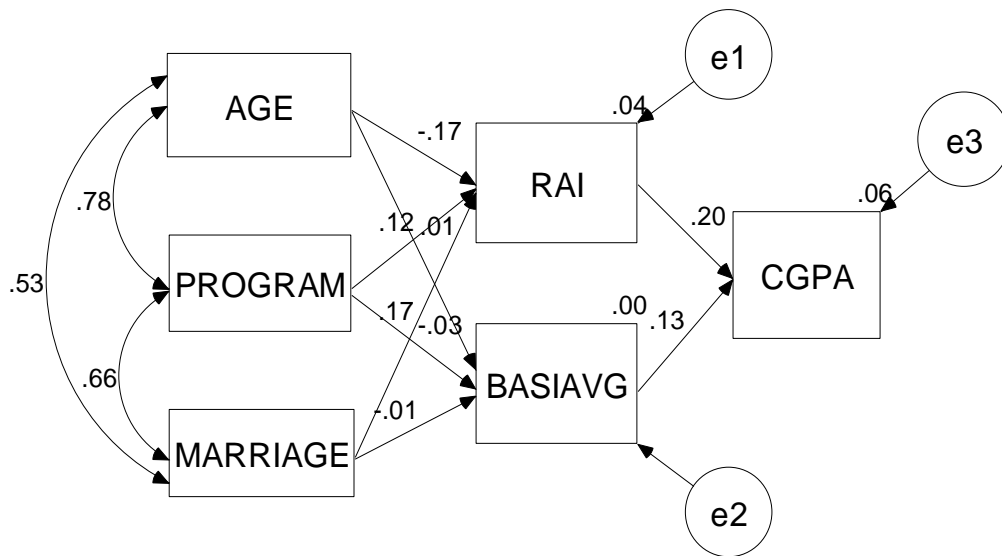 e1
AGE
.04
-.17
e3
RAI
.06
.78
.12
.01
.20
CGPA
.53
PROGRAM
.00
.17
-.03
.13
.66
BASIAVG
-.01
MARRIAGE
e2